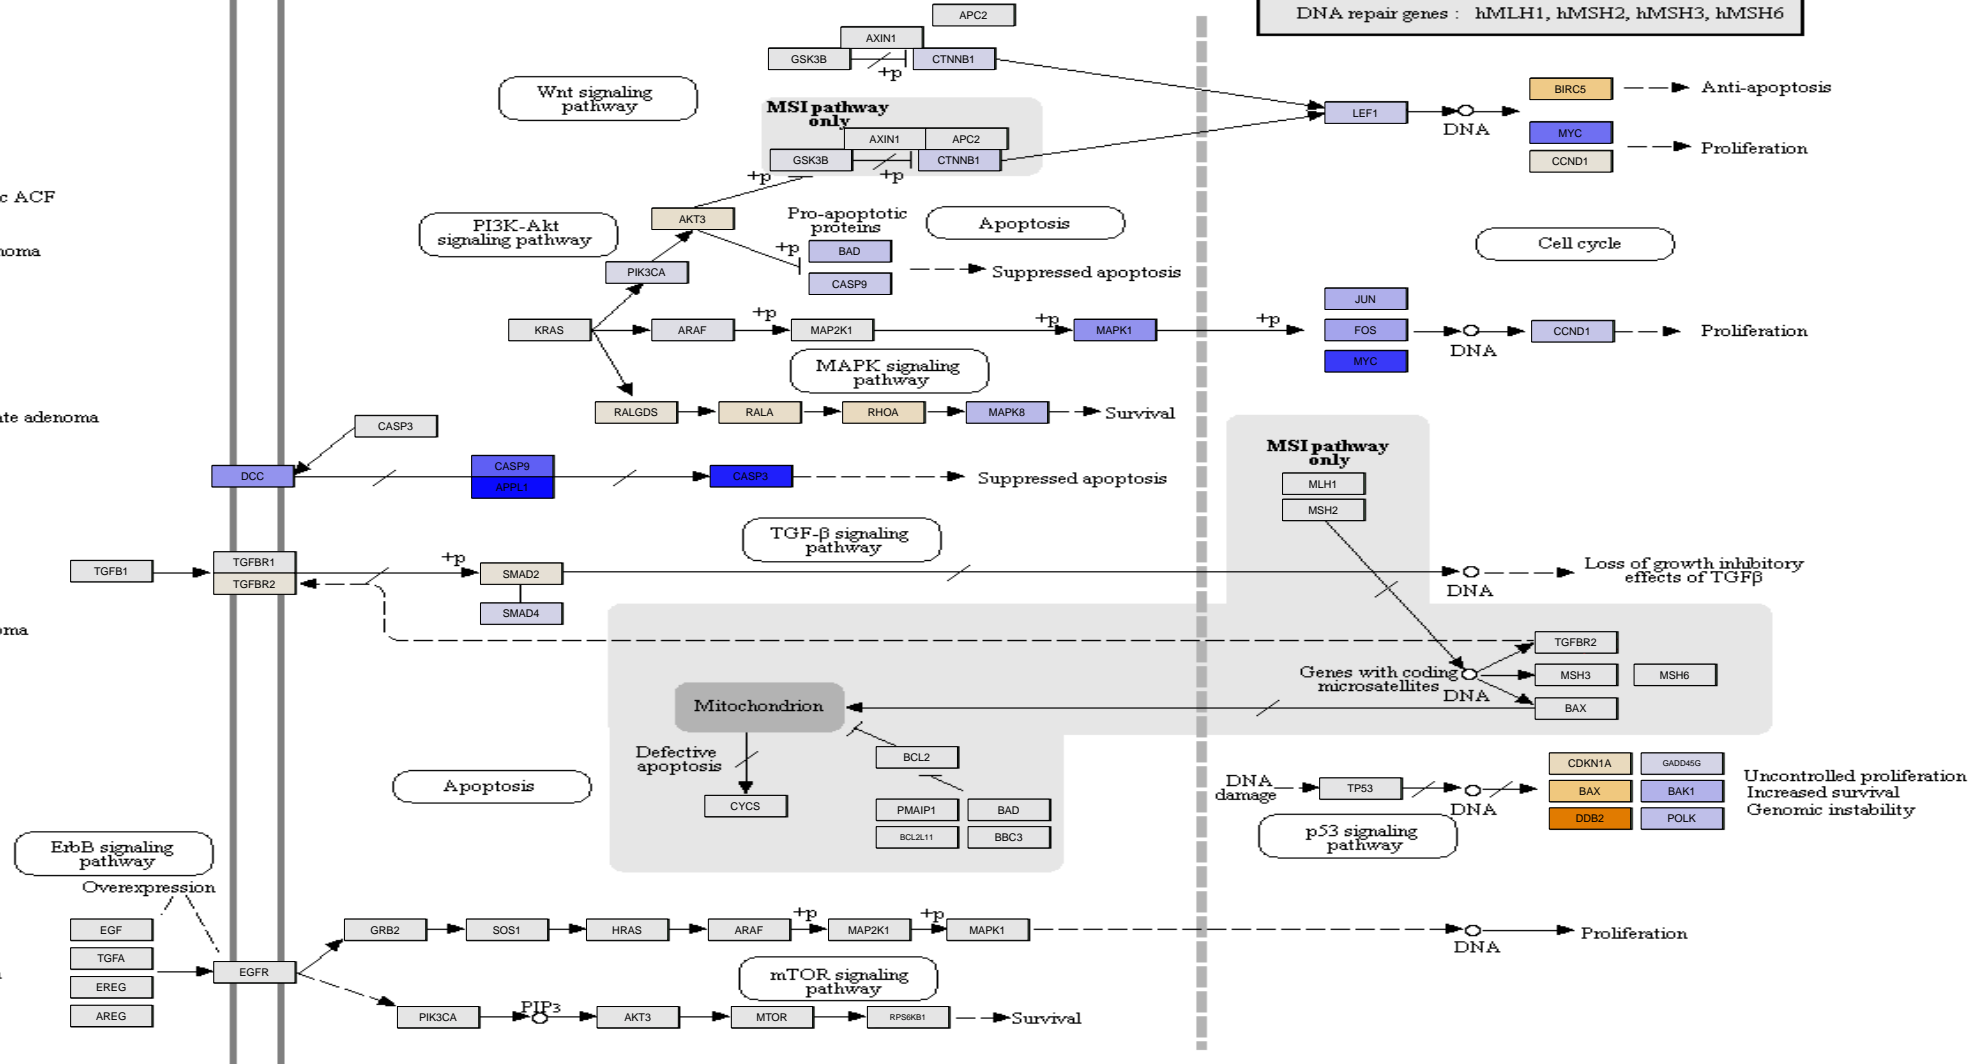 APC2
DNA repair genes : hMLH1, hMSH2, hMSH3, hMSH6
AXIN1
GSK3B
CTNNB1
+p
Wnt signaling
pathway
MSI pathway
only
AXIN1
APC2
GSK3B
CTNNB1
+p
+p
LEF1
DNA
BIRC5
Anti-apoptosis
MYC
CCND1
Proliferation
c ACF
noma
PI3K-Akt
signaling pathway
AKT3
Pro-apoptotic
proteins
+p
BAD
CASP9
Apoptosis
Suppressed apoptosis
Cell cycle
PIK3CA
KRAS
ARAF
+p
MAP2K1
+p
MAPK1
+p
JUN
FOS
MYC
DNA
CCND1
Proliferation
MAPK signaling
pathway
RALGDS
RALA
RHOA
MAPK8
Survival
ate adenoma
CASP3
DCC
CASP9
APPL1
CASP3
Suppressed apoptosis
MSI pathway
only
MLH1
MSH2
TGF-β signaling
pathway
TGFB1
TGFBR1
TGFBR2
+p
SMAD2
SMAD4
DNA
Loss of growth inhibitory
effects of TGFβ
oma
TGFBR2
Genes with coding
microsatellites
DNA
MSH3
MSH6
BAX
Mitochondrion
Defective
apoptosis
BCL2
CYCS
PMAIP1
BAD
BCL2L11
BBC3
Apoptosis
DNA
damage
TP53
DNA
CDKN1A
GADD45G
BAX
BAK1
DDB2
POLK
Uncontrolled proliferation
Increased survival
Genomic instability
p53 signaling
pathway
ErbB signaling
pathway
Overexpression
EGF
TGFA
EREG
AREG
EGFR
GRB2
SOS1
HRAS
ARAF
+p
MAP2K1
+p
MAPK1
DNA
Proliferation
mTOR signaling
pathway
PIK3CA
PIP3
AKT3
MTOR
RPS6KB1
Survival